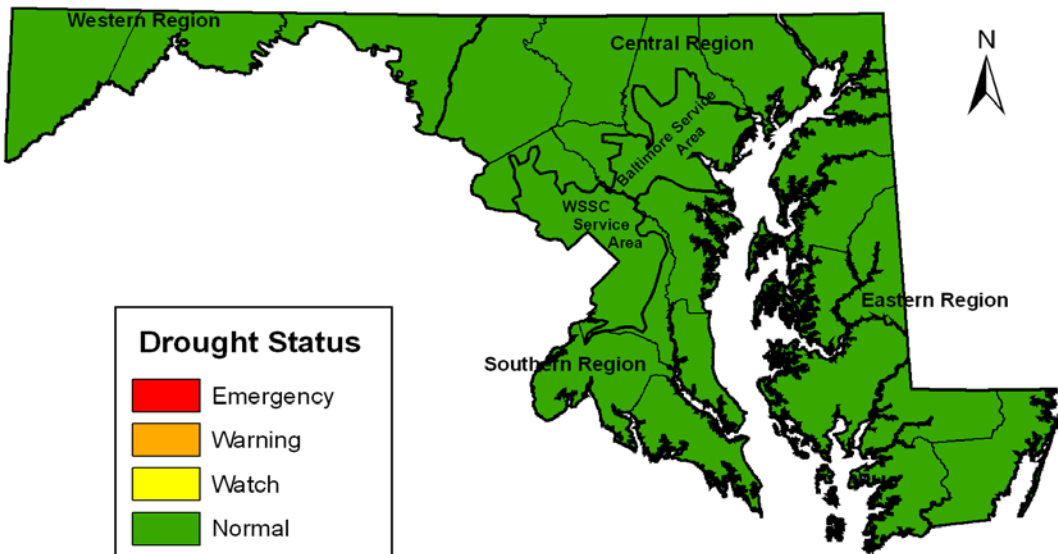 Western Region
Central Region
N
Baltimore Service
Area
WSSC
Service
Area
Eastern Region
Southern Region
Drought Status
Emergency
Warning
Watch
Normal